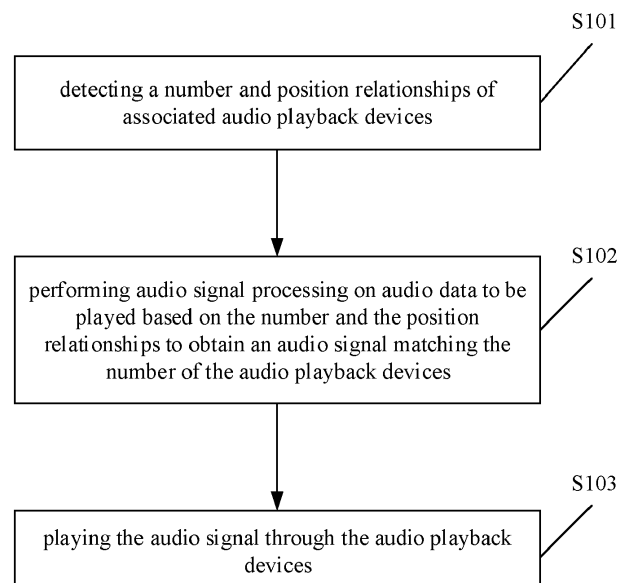 S101
detecting a number and position relationships of
associated audio playback devices
S102
performing audio signal processing on audio data to be
played based on the number and the position
relationships to obtain an audio signal matching the
number of the audio playback devices
S103
playing the audio signal through the audio playback
devices